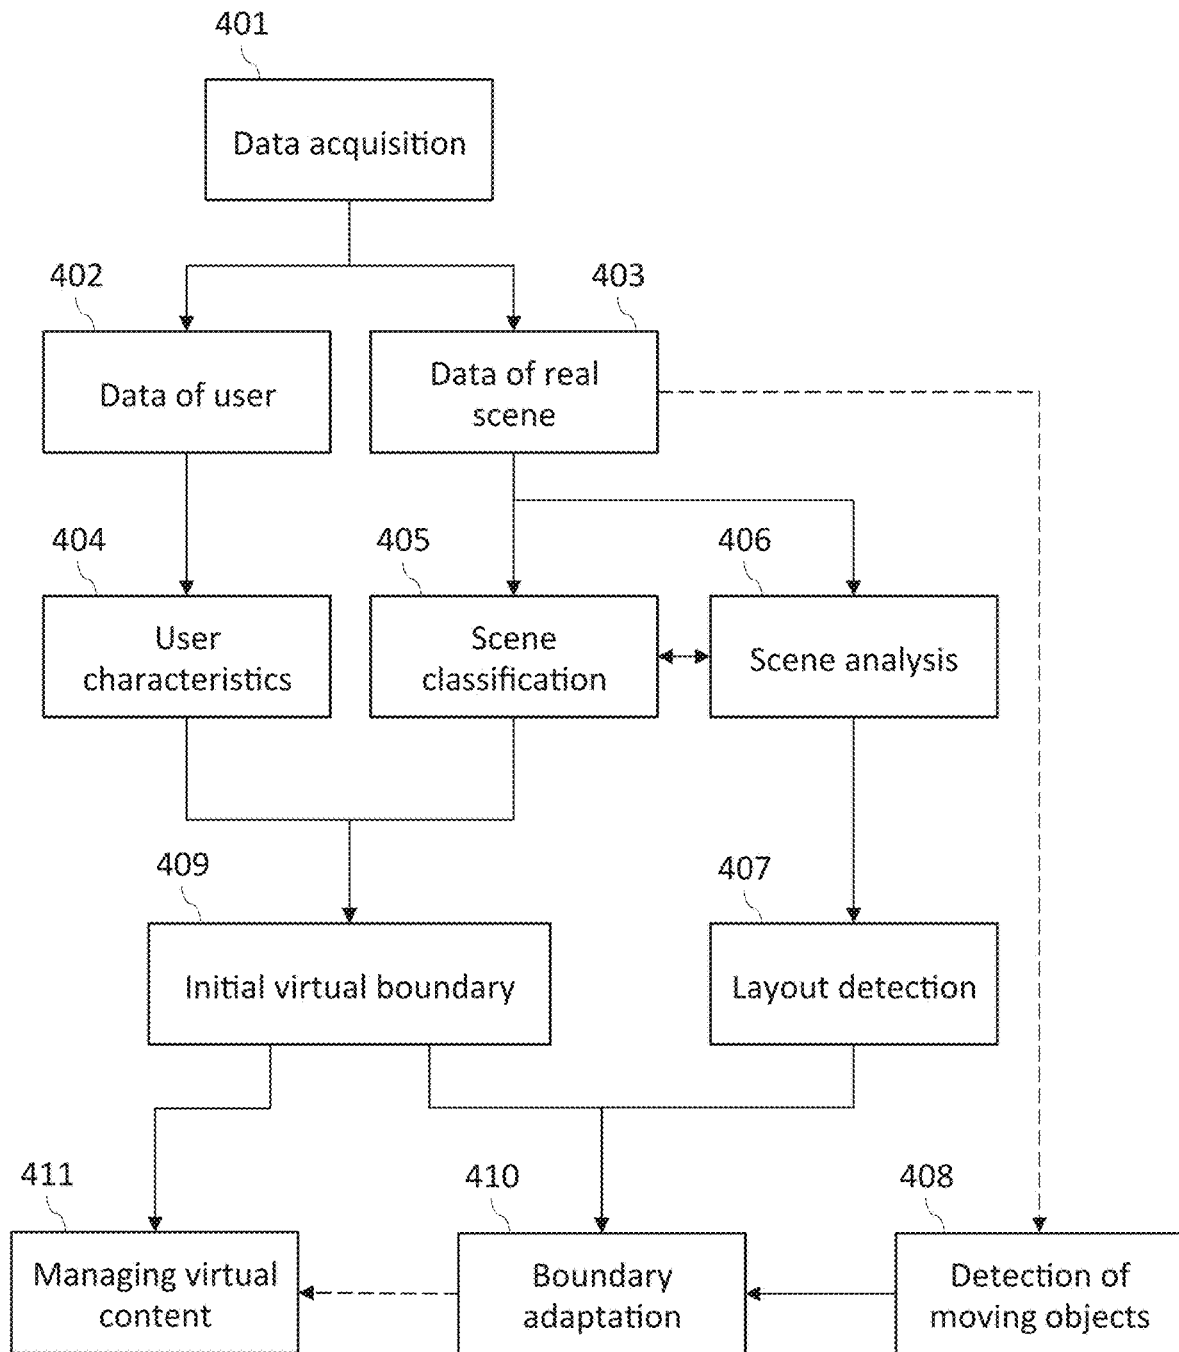 401
Data acquisition
402
403
Data of user
Data of real
scene
404
405
406
User
characteristics
Scene
classification
Scene analysis
409
407
Initial virtual boundary
Layout detection
411
410
408
Managing virtual
content
Boundary
adaptation
Detection of
moving objects